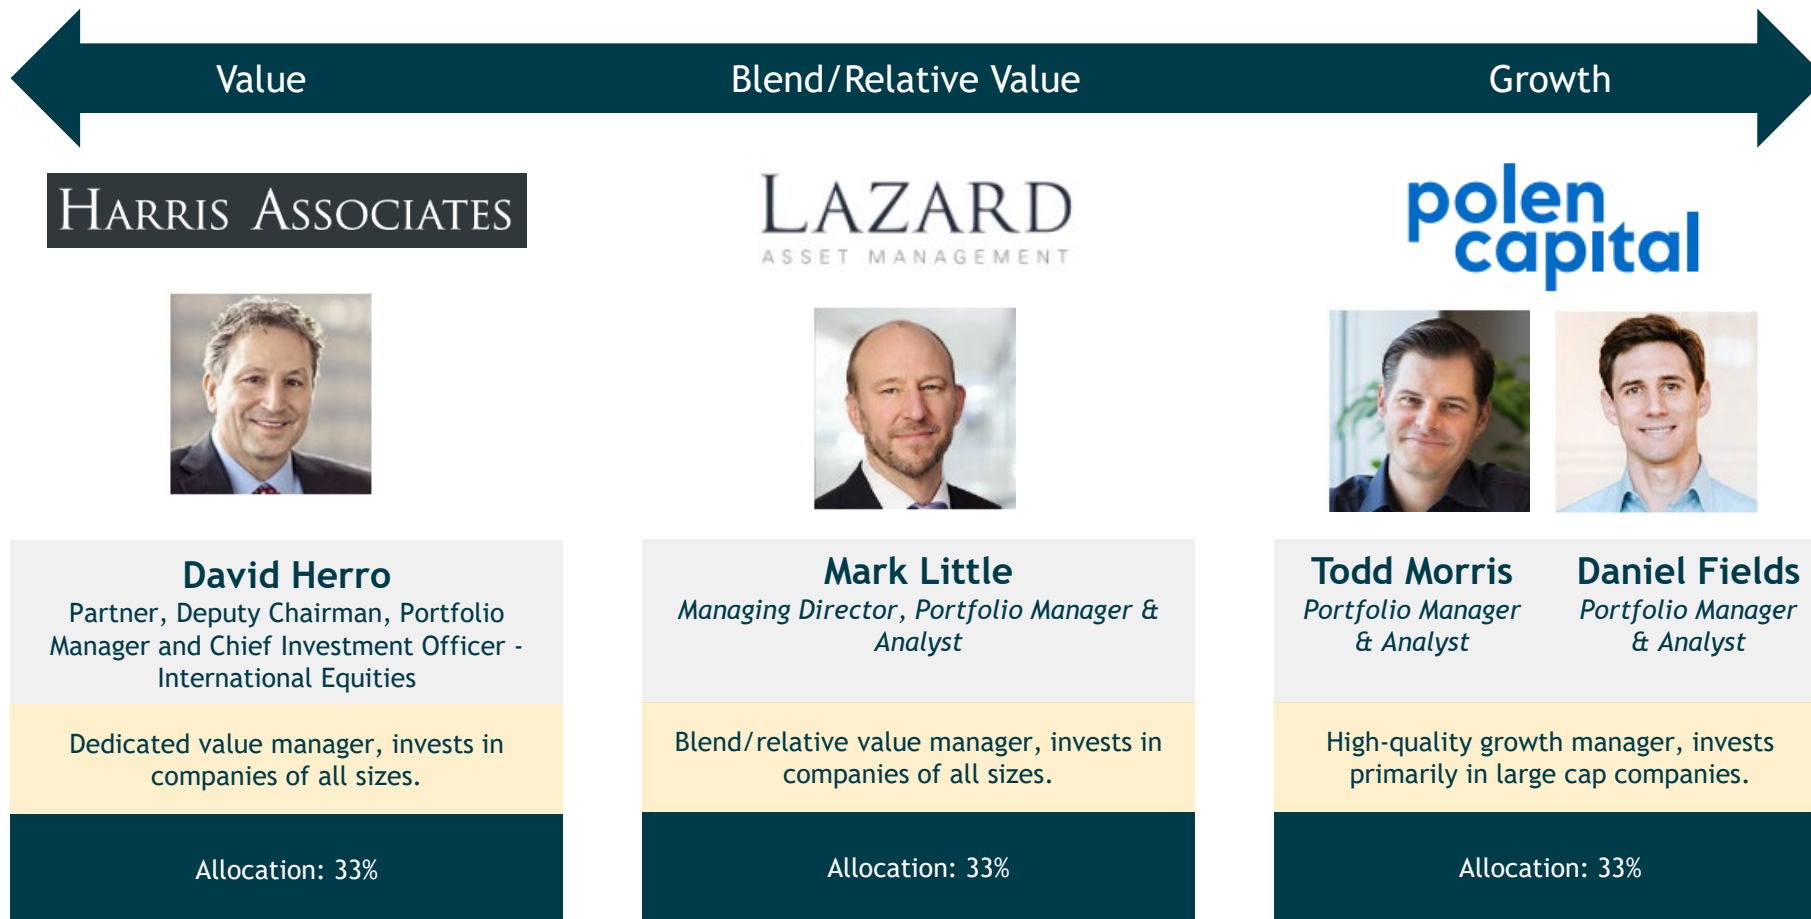 Value
Blend/Relative Value
Growth
HARRIS ASSOCIATES
LAZARD
ASSET MANAGEMENT
polen
capital
David Herro
Partner, Deputy Chairman, Portfolio
Manager and Chief Investment Officer -
International Equities
Dedicated value manager, invests in
companies of all sizes.
Allocation: 33%
Mark Little
Managing Director, Portfolio Manager &
Analyst
Blend/relative value manager, invests in
companies of all sizes.
Allocation: 33%
Todd Morris
Portfolio Manager
& Analyst
Daniel Fields
Portfolio Manager
& Analyst
High-quality growth manager, invests
primarily in large cap companies.
Allocation: 33%